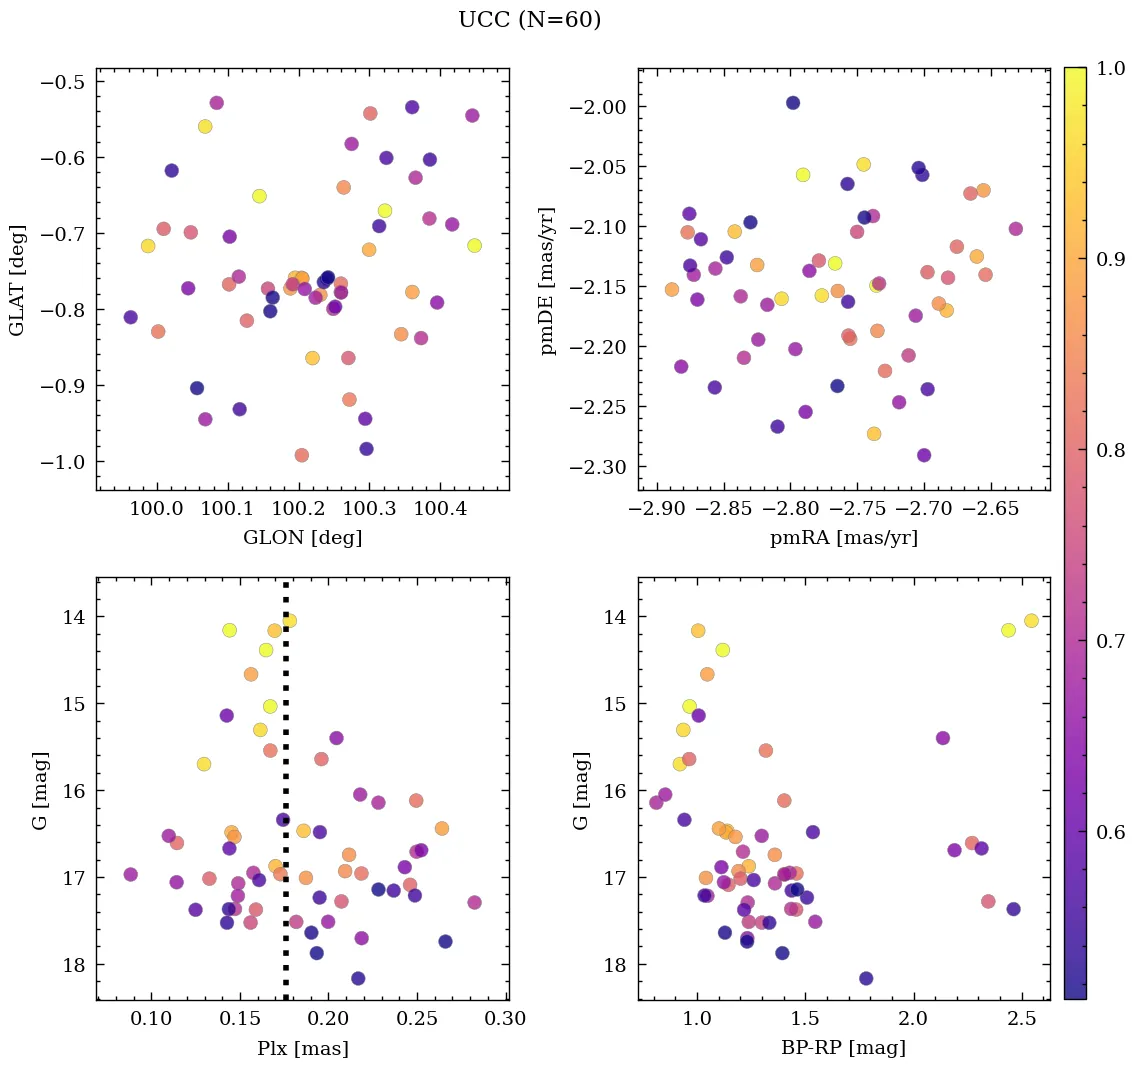 UCC (N=60)
−0.5
−0.6
−0.7
−0.8
−0.9
−1.0
GLAT [deg]
100.0 100.1 100.2 100.3 100.4
GLON [deg]
−2.00
−2.05
−2.10
−2.15
−2.20
−2.25
−2.30
pmDE [mas/yr]
−2.90 −2.85 −2.80 −2.75 −2.70 −2.65
pmRA [mas/yr]
14
15
16
17
18
G [mag]
0.10 0.15 0.20 0.25 0.30
Plx [mas]
14
15
16
17
18
G [mag]
1.0 1.5 2.0 2.5
BP-RP [mag]
1.0
0.9
0.8
0.7
0.6